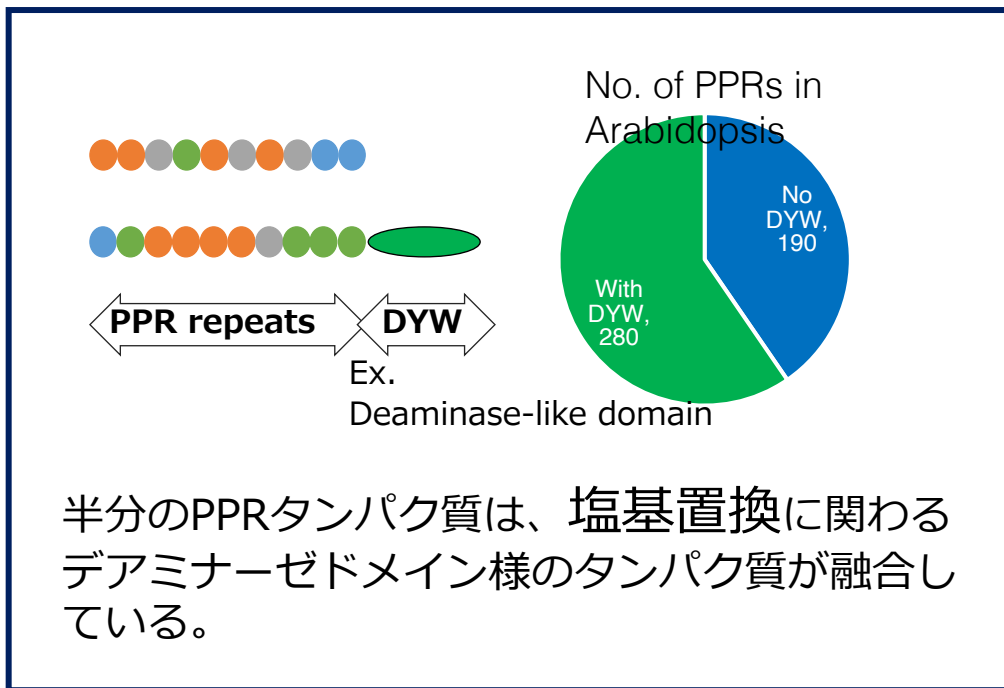 No. of PPRs in
Arabidopsis
No
DYW,
190
With
DYW,
280
PPR repeats
DYW
Ex.
Deaminase-like domain
半分のPPRタンパク質は、塩基置換に関わる
デアミナーゼドメイン様のタンパク質が融合し
ている。